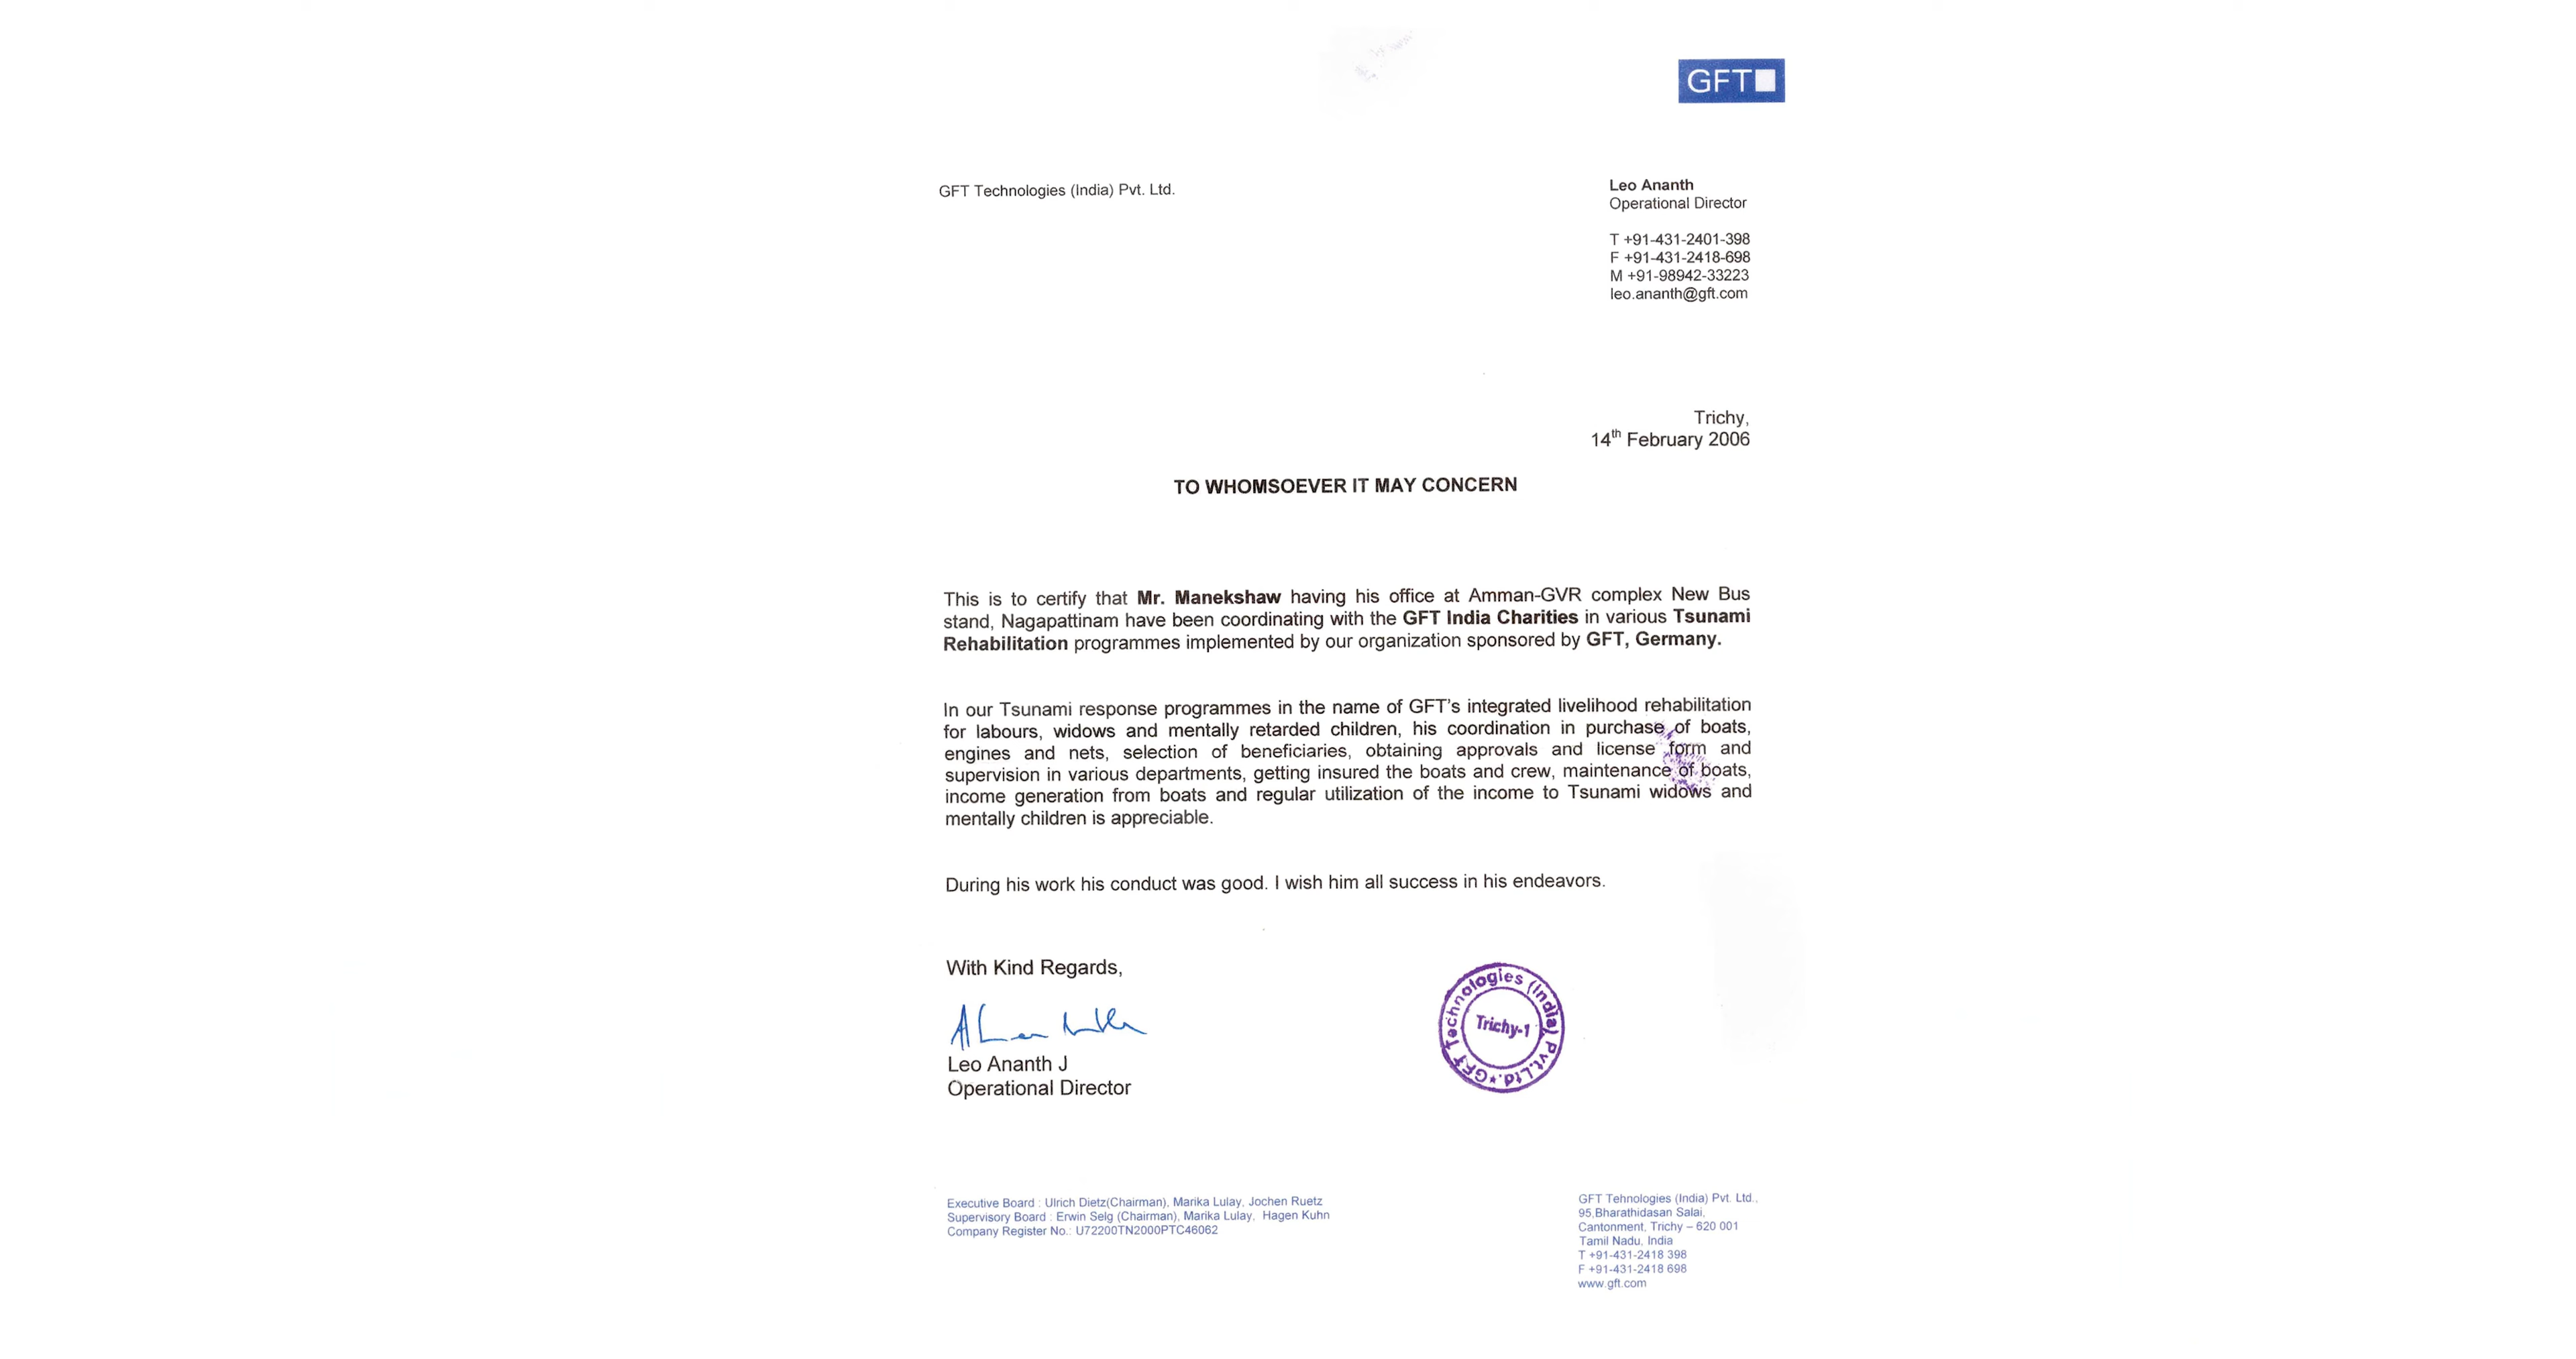 GFT
GFT Technologies (India) Pvt. Ltd.
Leo Ananth
Operational Director
T +91-431-2401-398
F +91-431-2418-698
M +91-98942-33223
leo.ananth@gft.com
Trichy,
14th February 2006
TO WHOMSOEVER IT MAY CONCERN
This is to certify that Mr. Manekshaw having his office at Amman-GVR complex New Bus
stand, Nagapattinam have been coordinating with the GFT India Charities in various Tsunami
Rehabilitation programmes implemented by our organization sponsored by GFT, Germany.
In our Tsunami response programmes in the name of GFT's integrated livelihood rehabilitation
for labours, widows and mentally retarded children, his coordination in purchase of boats,
engines and nets, selection of beneficiaries, obtaining approvals and license form and
supervision in various departments, getting insured the boats and crew, maintenance of boats,
income generation from boats and regular utilization of the income to Tsunami widows and
mentally children is appreciable.
During his work his conduct was good. I wish him all success in his endeavors.
With Kind Regards,
Leo Ananth J
Operational Director
GFT Technologies (India) Pvt.Ltd.*
Trichy-1
Executive Board : Ulrich Dietz(Chairman), Marika Lulay, Jochen Ruetz
Supervisory Board : Erwin Selg (Chairman), Marika Lulay, Hagen Kuhn
Company Register No.: U72200TN2000PTC46062
GFT Tehnologies (India) Pvt. Ltd.,
95,Bharathidasan Salai,
Cantonment, Trichy – 620 001
Tamil Nadu, India
T +91-431-2418 398
F +91-431-2418 698
www.gft.com